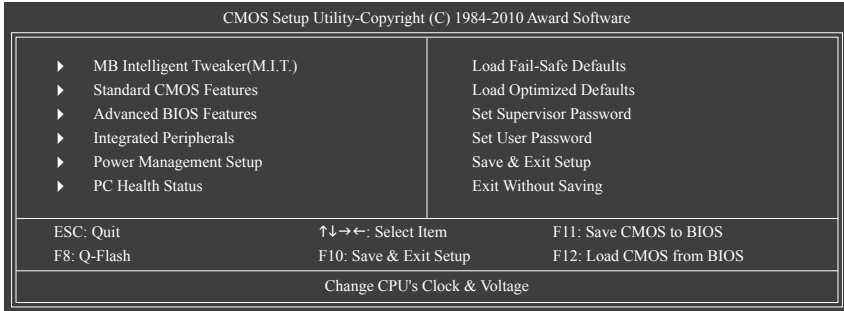 CMOS Setup Utility-Copyright (C) 1984-2010 Award Software
MB Intelligent Tweaker(M.I.T.)
Standard CMOS Features
Advanced BIOS Features
Integrated Peripherals
Power Management Setup
PC Health Status
Load Fail-Safe Defaults
Load Optimized Defaults
Set Supervisor Password
Set User Password
Save & Exit Setup
Exit Without Saving
ESC: Quit
↑↓→←: Select Item
F11: Save CMOS to BIOS
F8: Q-Flash
F10: Save & Exit Setup
F12: Load CMOS from BIOS
Change CPU's Clock & Voltage